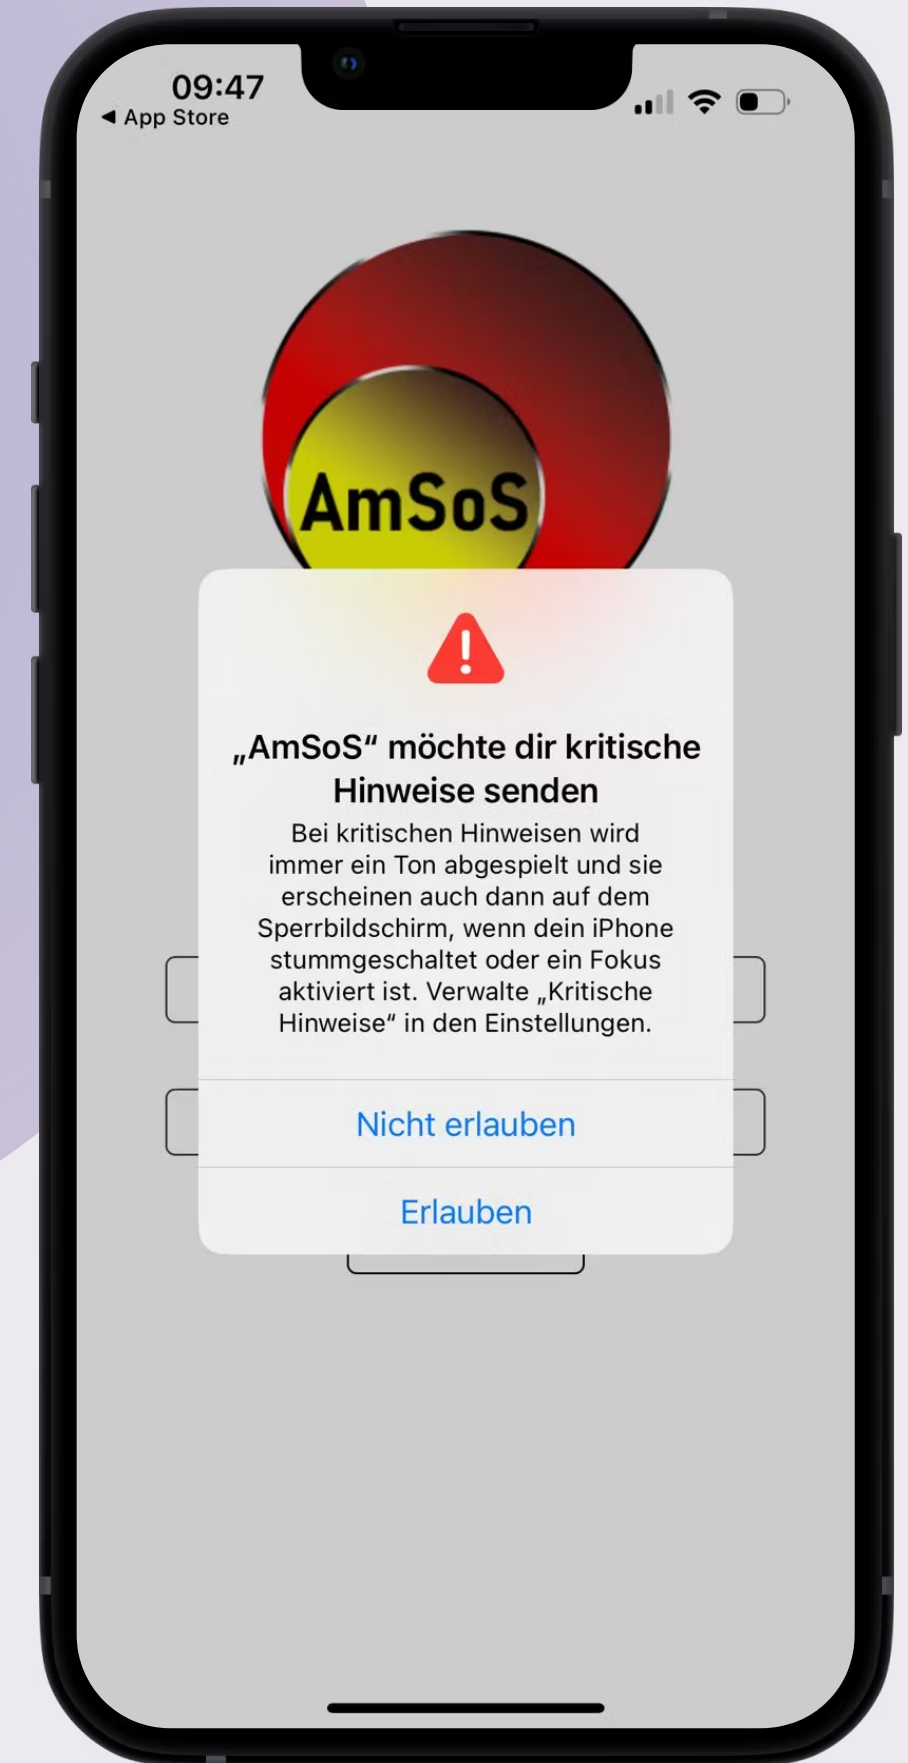 09:47
◀ App Store
AmSoS
„AmSoS“ möchte dir kritische
Hinweise senden
Bei kritischen Hinweisen wird
immer ein Ton abgespielt und sie
erscheinen auch dann auf dem
Sperrbildschirm, wenn dein iPhone
stummgeschaltet oder ein Fokus
aktiviert ist. Verwalte „Kritische
Hinweise“ in den Einstellungen.
Nicht erlauben
Erlauben